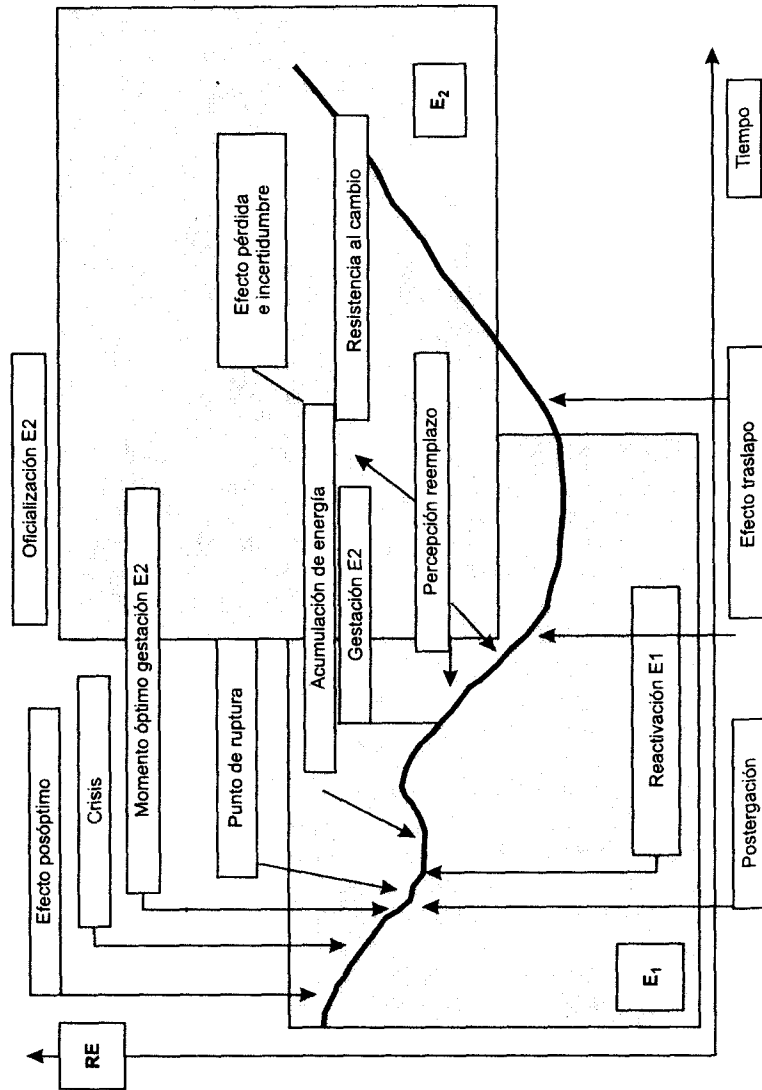 RE
Efecto posóptimo
Crisis
Momento óptimo gestación E2
Oficialización E2
Punto de ruptura
Acumulación de energía
Gestación E2
Efecto pérdida
e incertidumbre
Resistencia al cambio
Percepción reemplazo
E₂
E₁
Reactivación E1
Postergación
Efecto traslapo
Tiempo